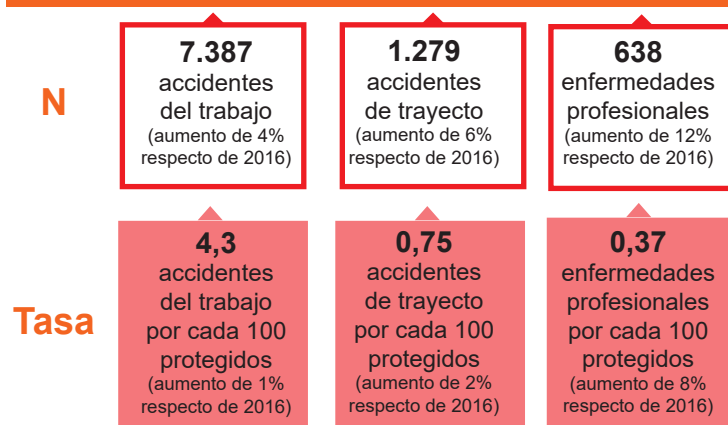 N
7.387
accidentes
del trabajo
(aumento de 4%
respecto de 2016)
1.279
accidentes
de trayecto
(aumento de 6%
respecto de 2016)
638
enfermedades
profesionales
(aumento de 12%
respecto de 2016)
Tasa
4,3
accidentes
del trabajo
por cada 100
protegidos
(aumento de 1%
respecto de 2016)
0,75
accidentes
de trayecto
por cada 100
protegidos
(aumento de 2%
respecto de 2016)
0,37
enfermedades
profesionales
por cada 100
protegidos
(aumento de 8%
respecto de 2016)